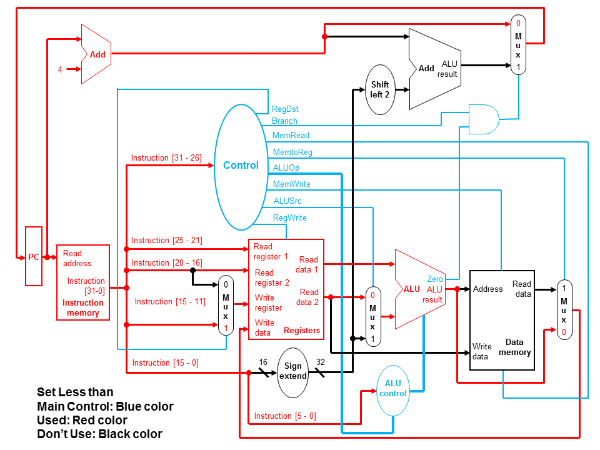 Add
4
0
M
u
x
1
ALU
Add
result
Shift
left 2
RegDst
Branch
MemRead
MemtoReg
ALUOp
MemWrite
ALUSrc
RegWrite
Control
Instruction [31 - 26]
Instruction [25 - 21]
Instruction [20 - 16]
Instruction [15 - 11]
Instruction [15 - 0]
Instruction [5 - 0]
PC
Read
address
Instruction
[31-0]
Instruction
memory
0
M
u
x
1
Read
register 1
Read
register 2
Write
register
Write
data
Read
data 1
Read
data 2
Registers
0
M
u
x
1
Zero
ALU
ALU
result
Address
Read
data
Write
data
Data
memory
1
M
u
x
0
16
Sign
extend
32
ALU
control
Set Less than
Main Control: Blue color
Used: Red color
Don't Use: Black color